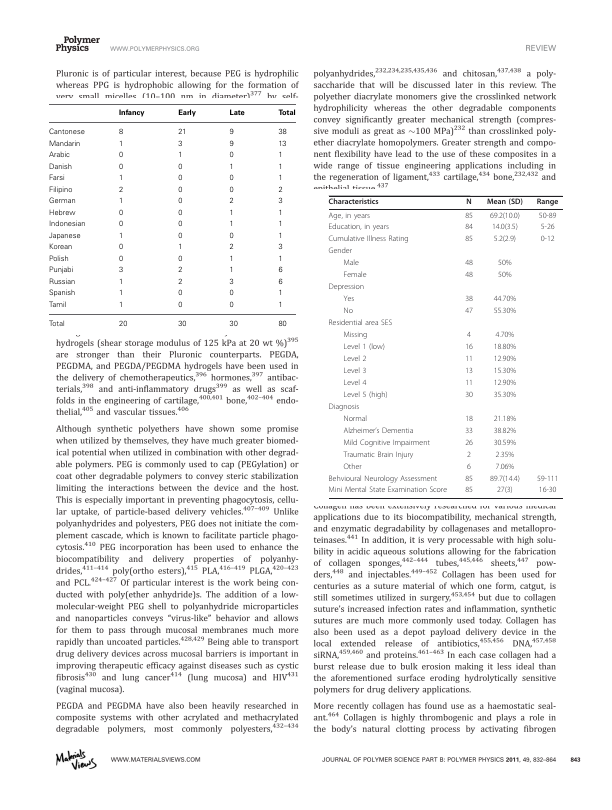 Polymer
Physics
WWW.POLYMERPHYSICS.ORG
REVIEW
Pluronic is of particular interest, because PEG is hydrophilic
whereas PPG is hydrophobic allowing for the formation of
very small micelles (10–100 nm in diameter)377 by self-
Infancy Early Late Total
Cantonese 8 21 9 38
Mandarin 1 3 9 13
Arabic 0 1 0 1
Danish 0 0 1 1
Farsi 1 0 0 1
Filipino 2 0 0 2
German 1 0 2 3
Hebrew 0 0 1 1
Indonesian 0 0 1 1
Japanese 1 0 0 1
Korean 0 1 2 3
Polish 0 0 1 1
Punjabi 3 2 1 6
Russian 1 2 3 6
Spanish 1 0 0 1
Tamil 1 0 0 1
Total 20 30 30 80
hydrogels (shear storage modulus of 125 kPa at 20 wt %)395
are stronger than their Pluronic counterparts. PEGDA,
PEGMDA, and PEGDA/PEGDMA hydrogels have been used in
the delivery of chemotherapeutics,396 hormones,397 antibac-
terials,398 and anti-inflammatory drugs399 as well as scaf-
folds in the engineering of cartilage,400,401 bone,402–404 endo-
thelial,405 and vascular tissues.406
Although synthetic polyethers have shown some promise
when utilized by themselves, they have much greater biomed-
ical potential when utilized in combination with other degrad-
able polymers. PEG is commonly used to cap (PEGylation) or
coat other degradable polymers to convey steric stabilization
limiting the interactions between the device and the host.
This is especially important in preventing phagocytosis, cellu-
lar uptake, of particle-based delivery vehicles.407–409 Unlike
polyanhydrides and polyesters, PEG does not initiate the com-
plement cascade, which is known to facilitate particle phago-
cytosis.410 PEG incorporation has been used to enhance the
biocompatibility and delivery properties of polyanhy-
drides,411–414 poly(ortho esters),415 PLA,416–419 PLGA,420–423
and PCL.424–427 Of particular interest is the work being con-
ducted with poly(ether anhydride)s. The addition of a low-
molecular-weight PEG shell to polyanhydride microparticles
and nanoparticles conveys “virus-like” behavior and allows
for them to pass through mucosal membranes much more
rapidly than uncoated particles.428,429 Being able to transport
drug delivery devices across mucosal barriers is important in
improving therapeutic efficacy against diseases such as cystic
fibrosis430 and lung cancer414 (lung mucosa) and HIV431
(vaginal mucosa).
PEGDA and PEGDMA have also been heavily researched in
composite systems with other acrylated and methacrylated
degradable polymers, most commonly polyesters,432–434
polyanhydrides,232,234,235,435,436 and chitosan,437,438 a poly-
saccharide that will be discussed later in this review. The
polyether diacrylate monomers give the crosslinked network
hydrophilicity whereas the other degradable components
convey significantly greater mechanical strength (compres-
sive moduli as great as ~100 MPa)232 than crosslinked poly-
ether diacrylate homopolymers. Greater strength and compo-
nent flexibility have lead to the use of these composites in a
wide range of tissue engineering applications including in
the regeneration of ligament,433 cartilage,434 bone,232,432 and
epithelial tissue.437
Characteristics N Mean (SD) Range
Age, in years 85 69.2(10.0) 50-89
Education, in years 84 14.0(3.5) 5-26
Cumulative Illness Rating 85 5.2(2.9) 0-12
Gender
Male 48 50%
Female 48 50%
Depression
Yes 38 44.70%
No 47 55.30%
Residential area SES
Missing 4 4.70%
Level 1 (low) 16 18.80%
Level 2 11 12.90%
Level 3 13 15.30%
Level 4 11 12.90%
Level 5 (high) 30 35.30%
Diagnosis
Normal 18 21.18%
Alzheimer's Dementia 33 38.82%
Mild Cognitive Impairment 26 30.59%
Traumatic Brain Injury 2 2.35%
Other 6 7.06%
Behvioural Neurology Assessment 85 89.7(14.4) 59-111
Mini Mental State Examination Score 85 27(3) 16-30
Collagen has been extensively researched for various medical
applications due to its biocompatibility, mechanical strength,
and enzymatic degradability by collagenases and metallopro-
teinases.441 In addition, it is very processable with high solu-
bility in acidic aqueous solutions allowing for the fabrication
of collagen sponges,442–444 tubes,445,446 sheets,447 pow-
ders,448 and injectables.449–452 Collagen has been used for
centuries as a suture material of which one form, catgut, is
still sometimes utilized in surgery,453,454 but due to collagen
suture's increased infection rates and inflammation, synthetic
sutures are much more commonly used today. Collagen has
also been used as a depot payload delivery device in the
local extended release of antibiotics,455,456 DNA,457,458
siRNA,459,460 and proteins.461–463 In each case collagen had a
burst release due to bulk erosion making it less ideal than
the aforementioned surface eroding hydrolytically sensitive
polymers for drug delivery applications.
More recently collagen has found use as a haemostatic seal-
ant.464 Collagen is highly thrombogenic and plays a role in
the body's natural clotting process by activating fibrogen
Materials
Views
WWW.MATERIALSVIEWS.COM
JOURNAL OF POLYMER SCIENCE PART B: POLYMER PHYSICS 2011, 49, 832–864 843